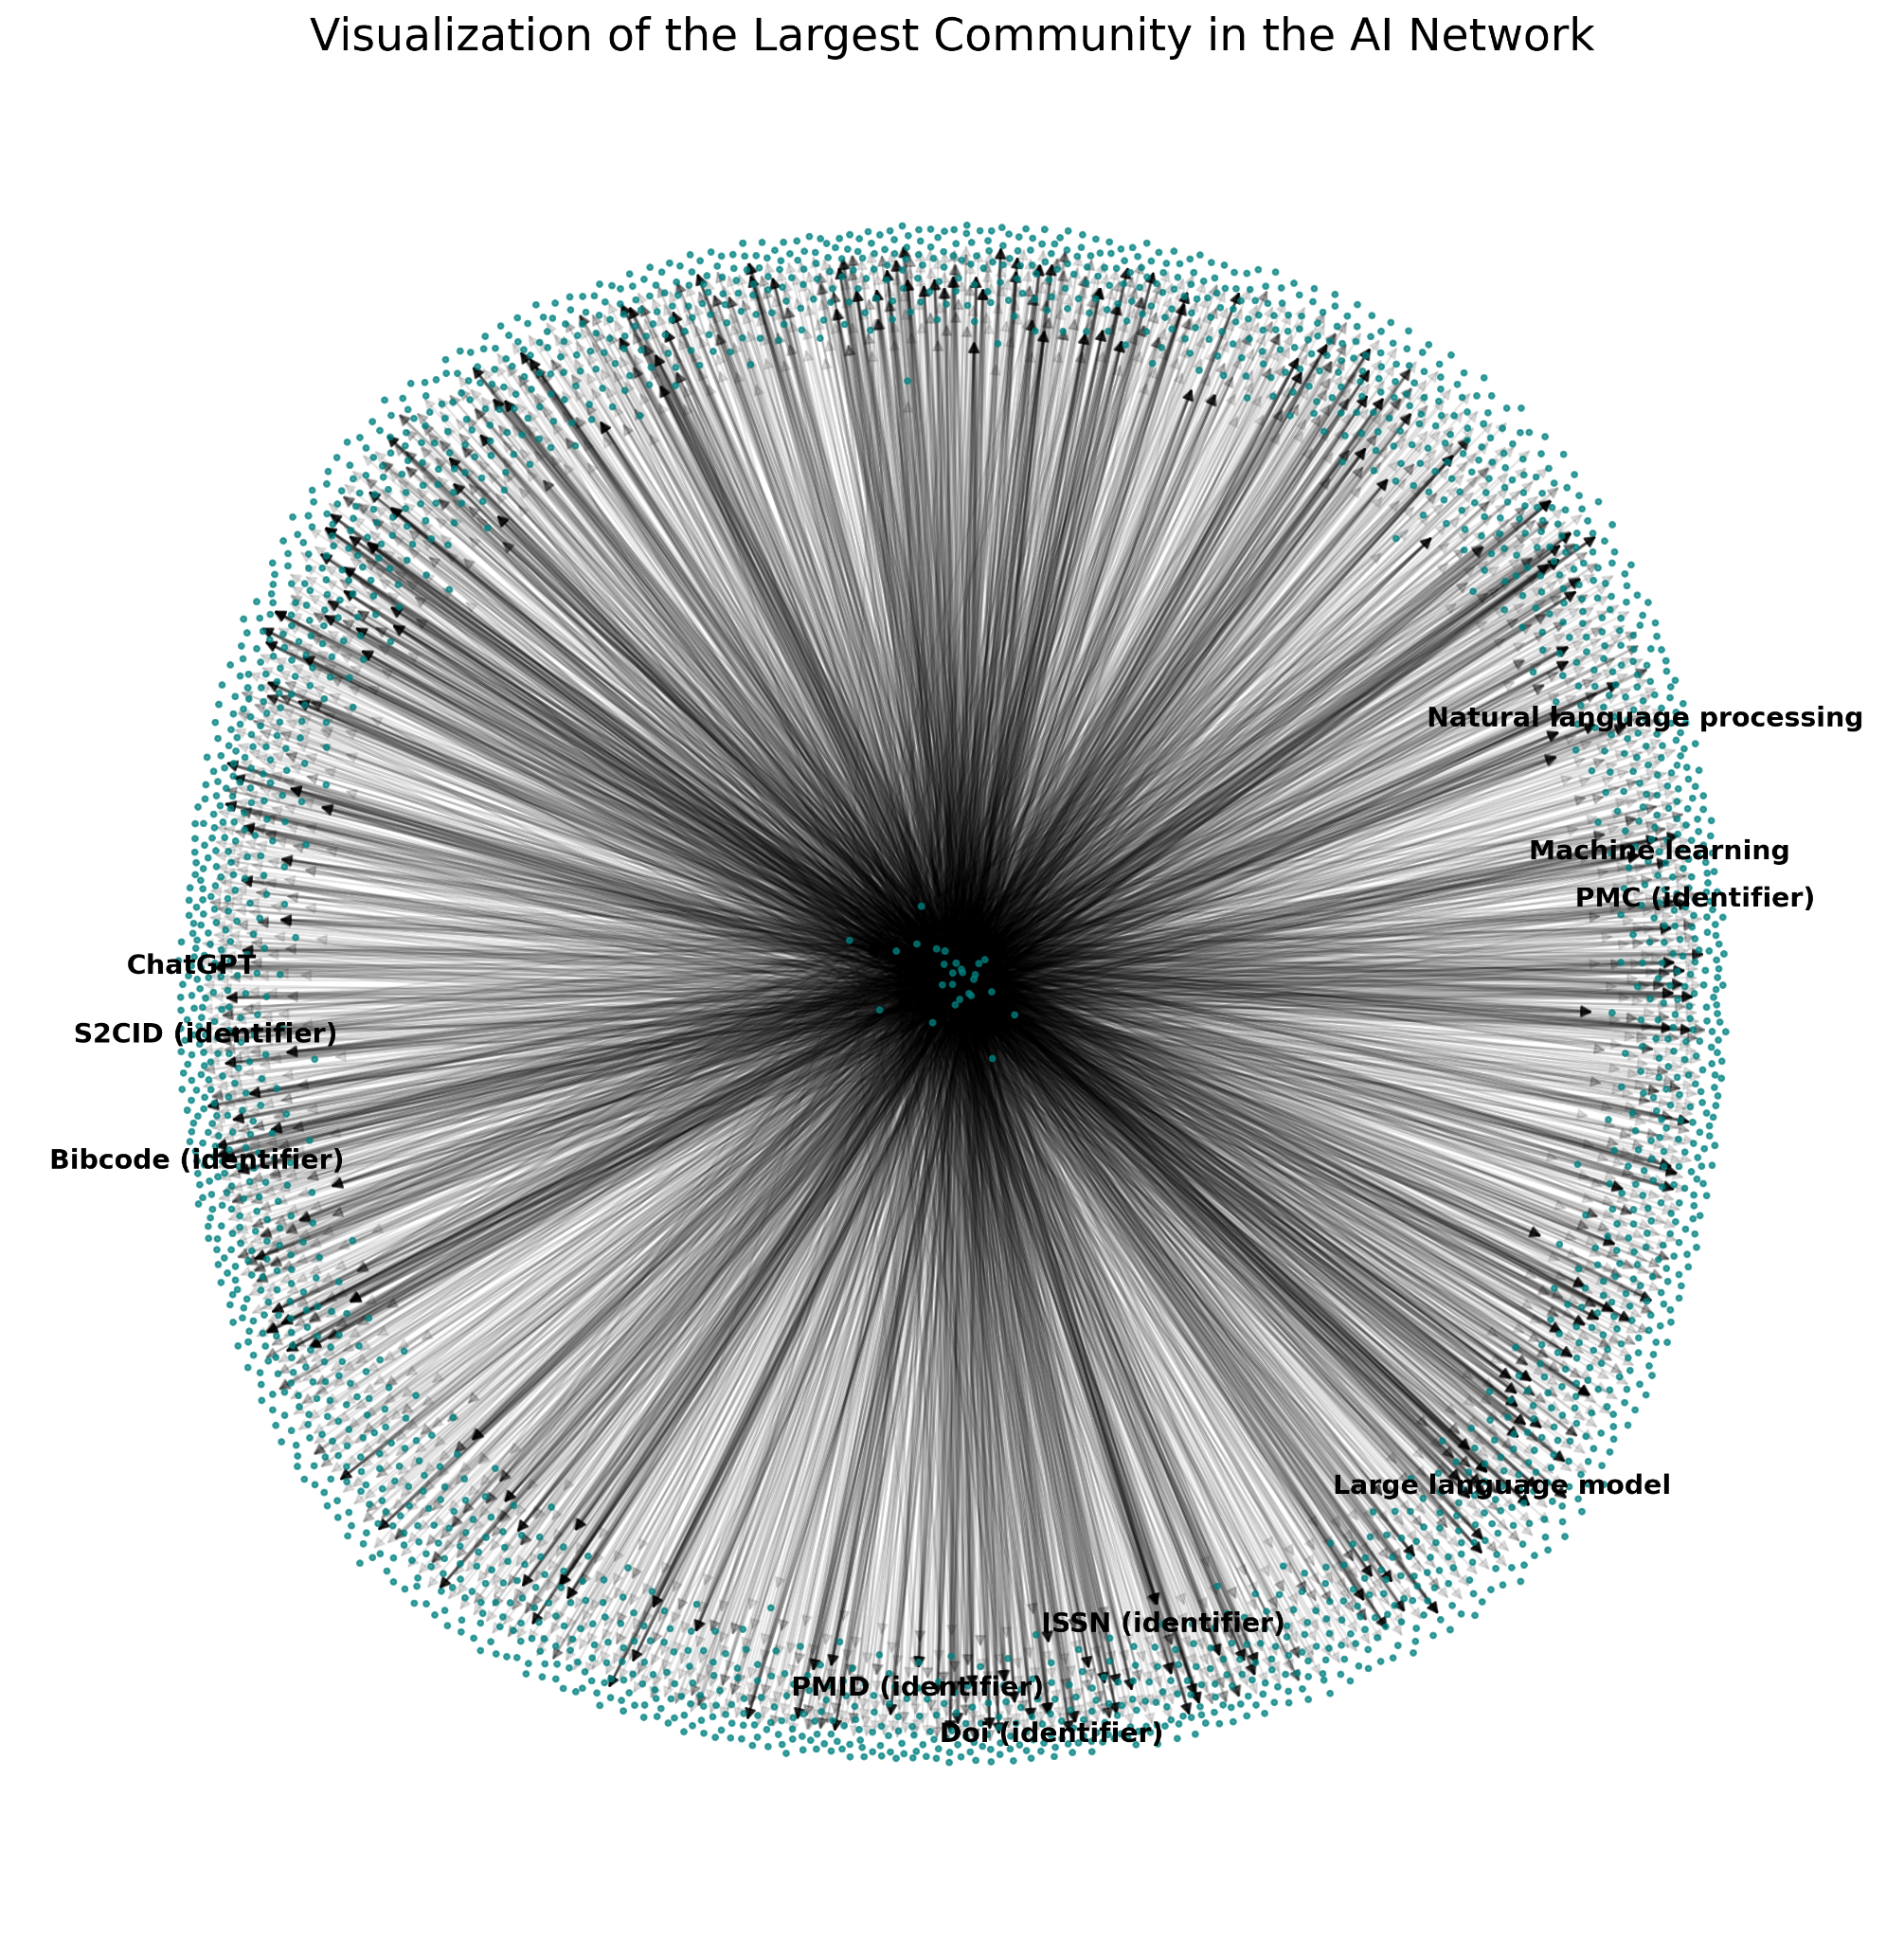 Visualization of the Largest Community in the AI Network
Natural language processing
Machine learning
PMC (identifier)
ChatGPT
S2CID (identifier)
Bibcode (identifier)
Large language model
ISSN (identifier)
PMID (identifier)
Doi (identifier)